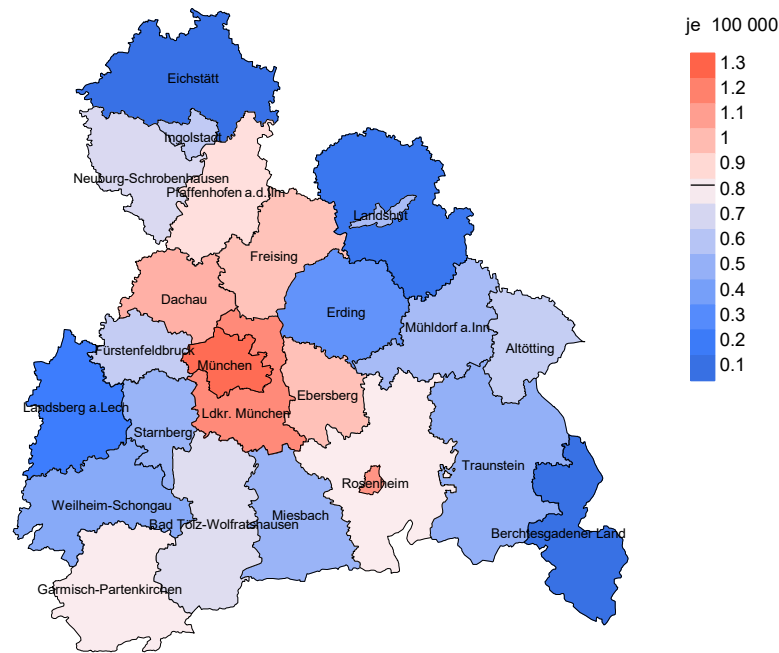 je 100 000
1.3
1.2
1.1
1
0.9
0.8
0.7
0.6
0.5
0.4
0.3
0.2
0.1
Eichstätt
Ingolstadt
Neuburg-Schrobenhausen
Pfaffenhofen a.d.Ilm
Landshut
Freising
Dachau
Erding
Mühldorf a.Inn
Altötting
Fürstenfeldbruck
München
Ebersberg
Landsberg a.Lech
Ldkr. München
Starnberg
Traunstein
Rosenheim
Weilheim-Schongau
Miesbach
Bad Tölz-Wolfratshausen
Berchtesgadener Land
Garmisch-Partenkirchen